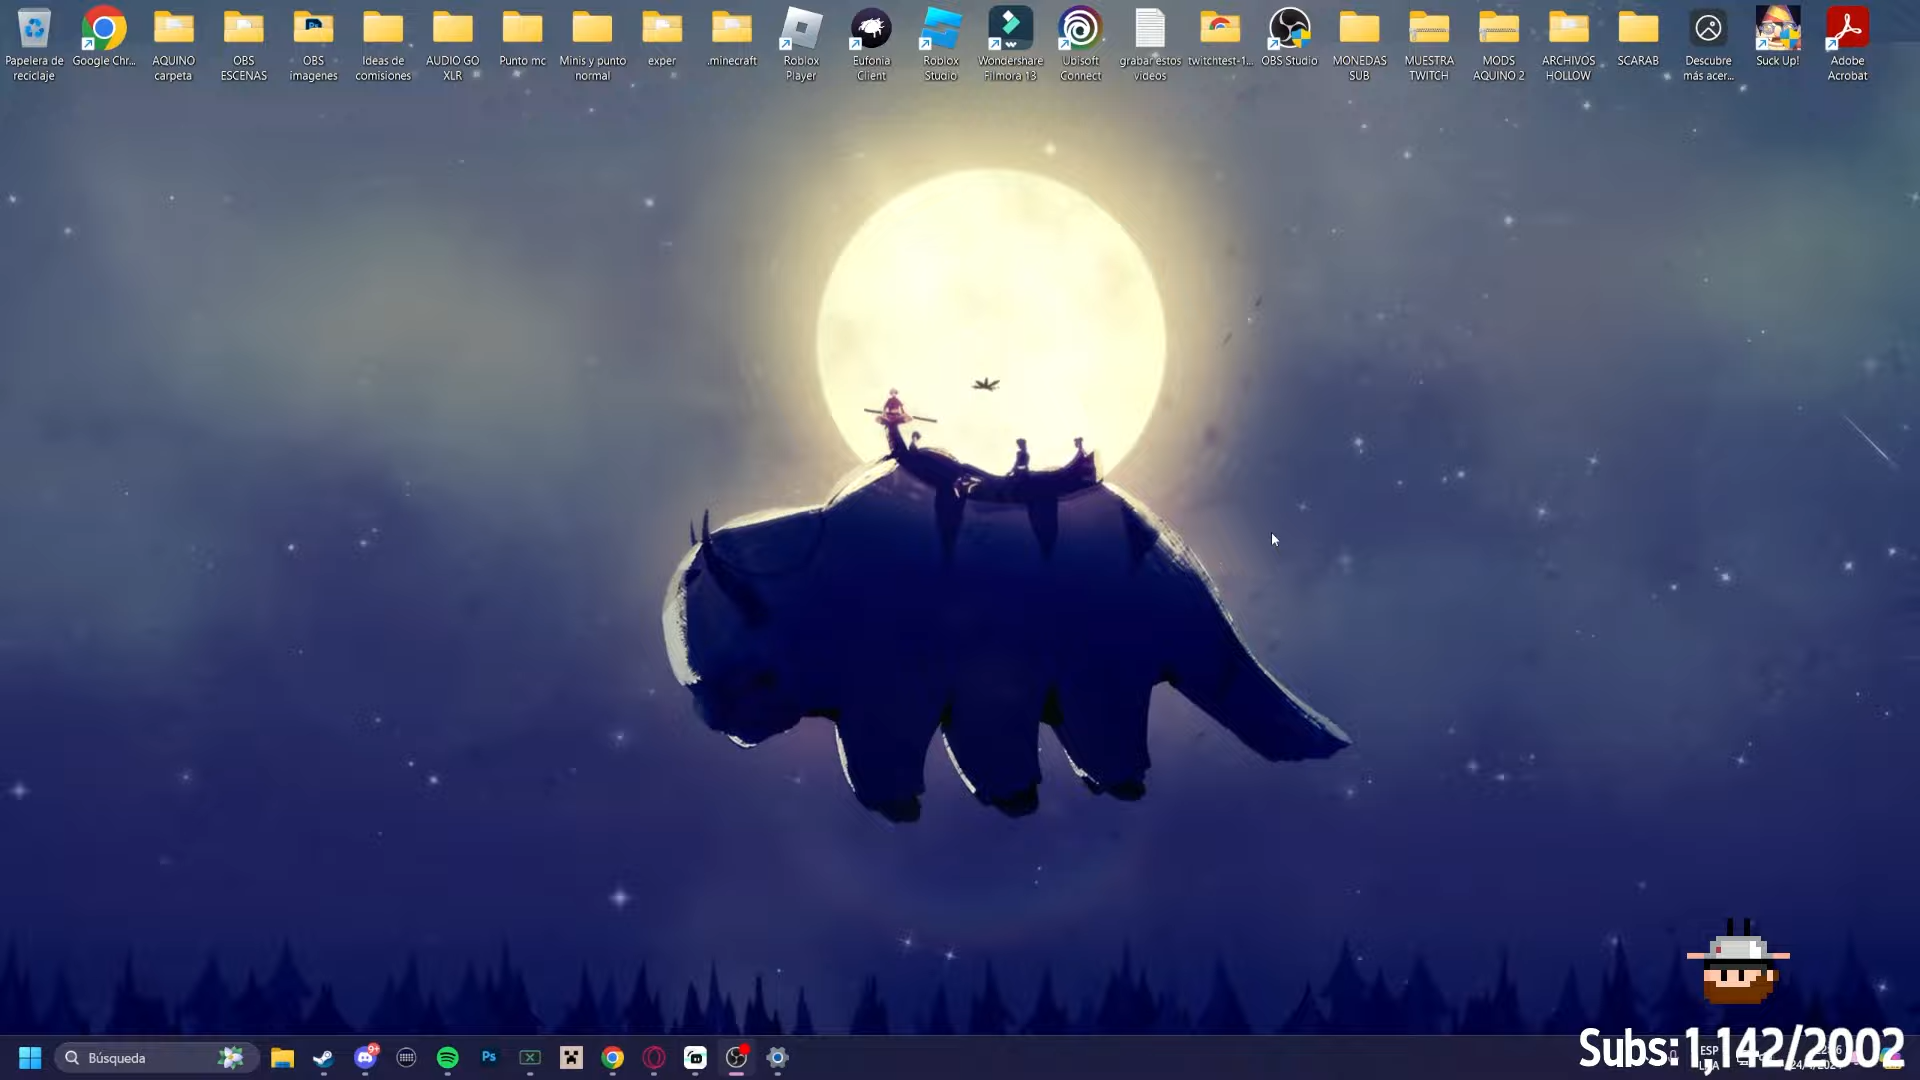 Papelera de reciclaje
Google Chr...
AQUINO carpeta
OBS ESCENAS
OBS imagenes
Ideas de comisiones
AUDIO GO XLR
Punto mc
Minis y punto normal
exper
.minecraft
Roblox Player
Eufonia Client
Roblox Studio
Wondershare Filmora 13
Ubisoft Connect
grabar estos videos
twitchtest-1...
OBS Studio
MONEDAS SUB
MUESTRA TWITCH
MODS AQUINO 2
ARCHIVOS HOLLOW
SCARAB
Descubre más acer...
Suck Up!
Adobe Acrobat
Búsqueda
9+
Ps
ESP
Subs:1,142/2002